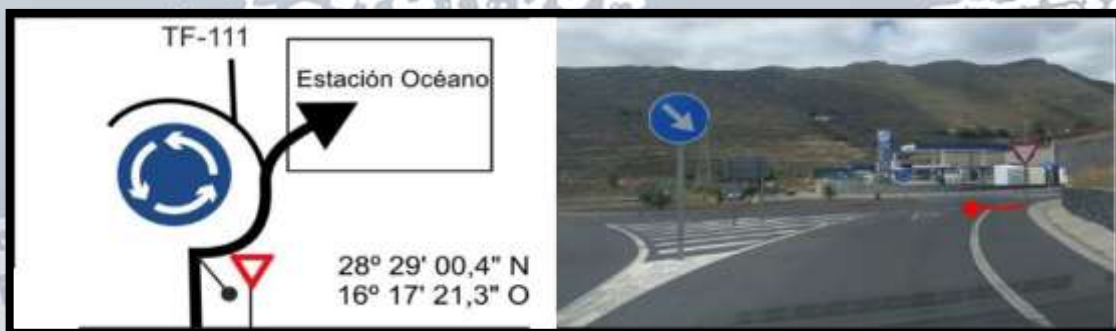 TF-111
Estación Océano
28º 29' 00,4" N
16º 17' 21,3" O